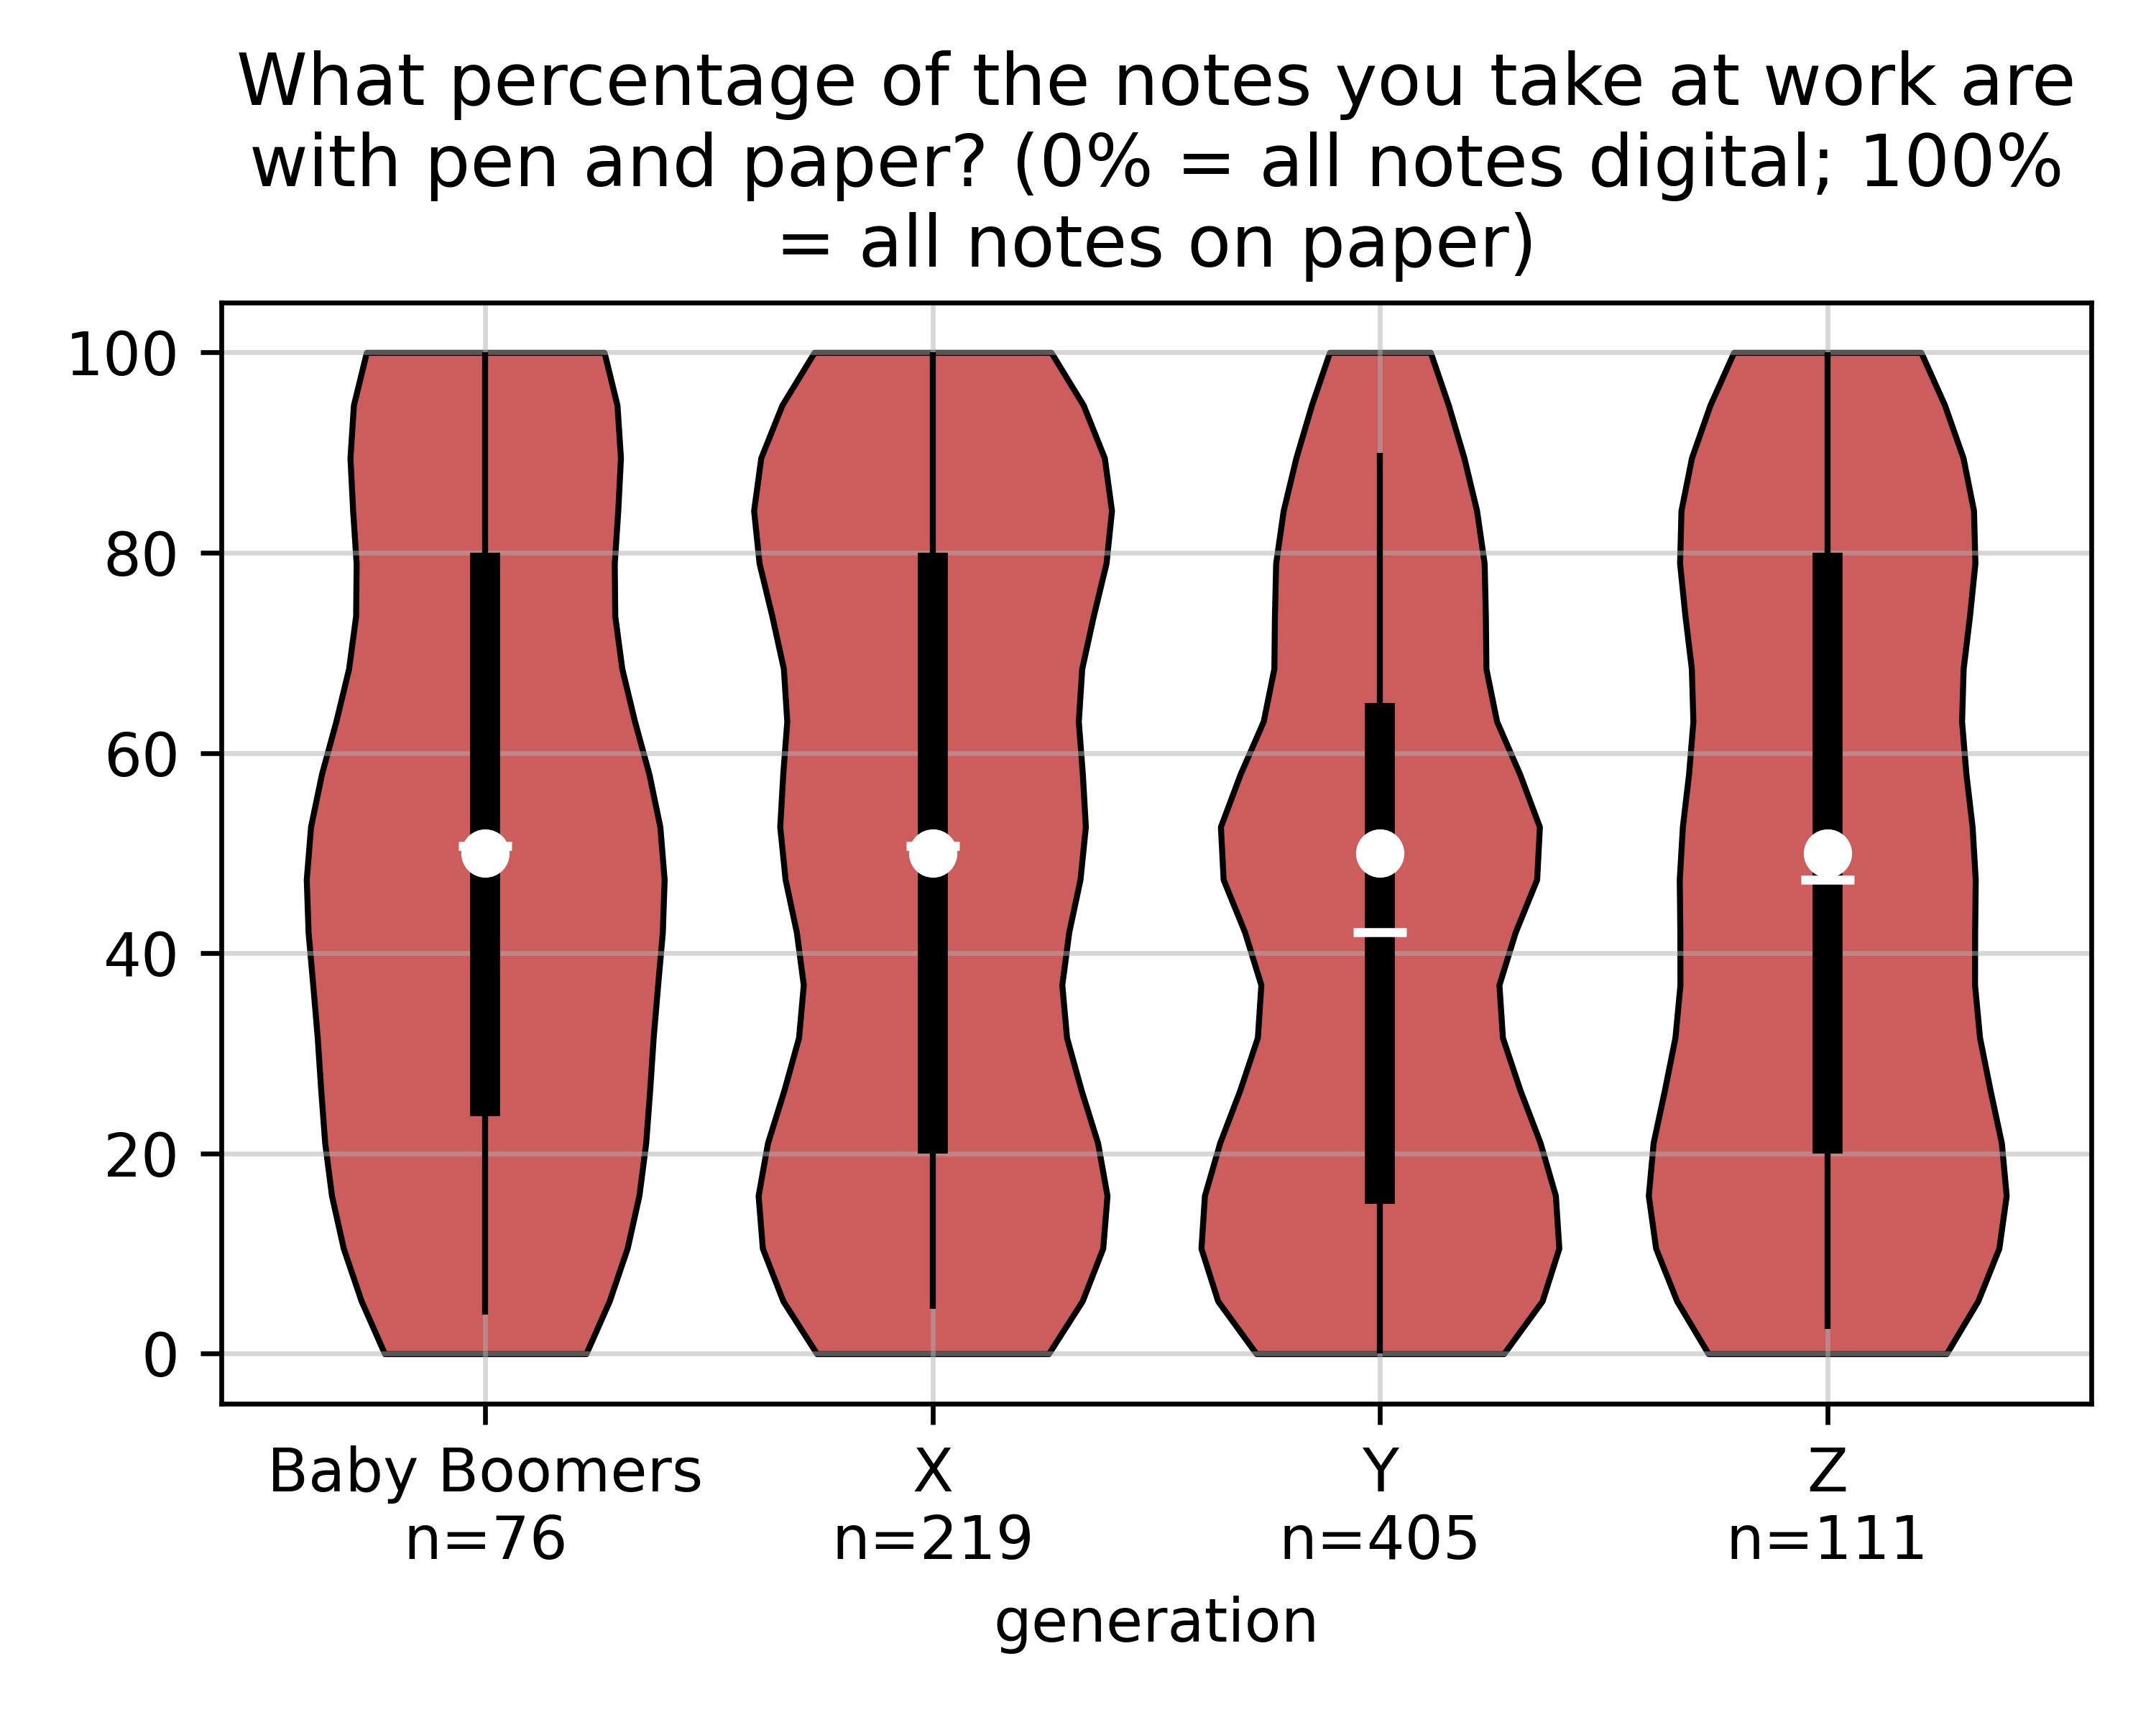 What percentage of the notes you take at work are
with pen and paper? (0% = all notes digital; 100%
= all notes on paper)
100
80
60
40
20
0
Baby Boomers
n=76
X
n=219
Y
n=405
Z
n=111
generation